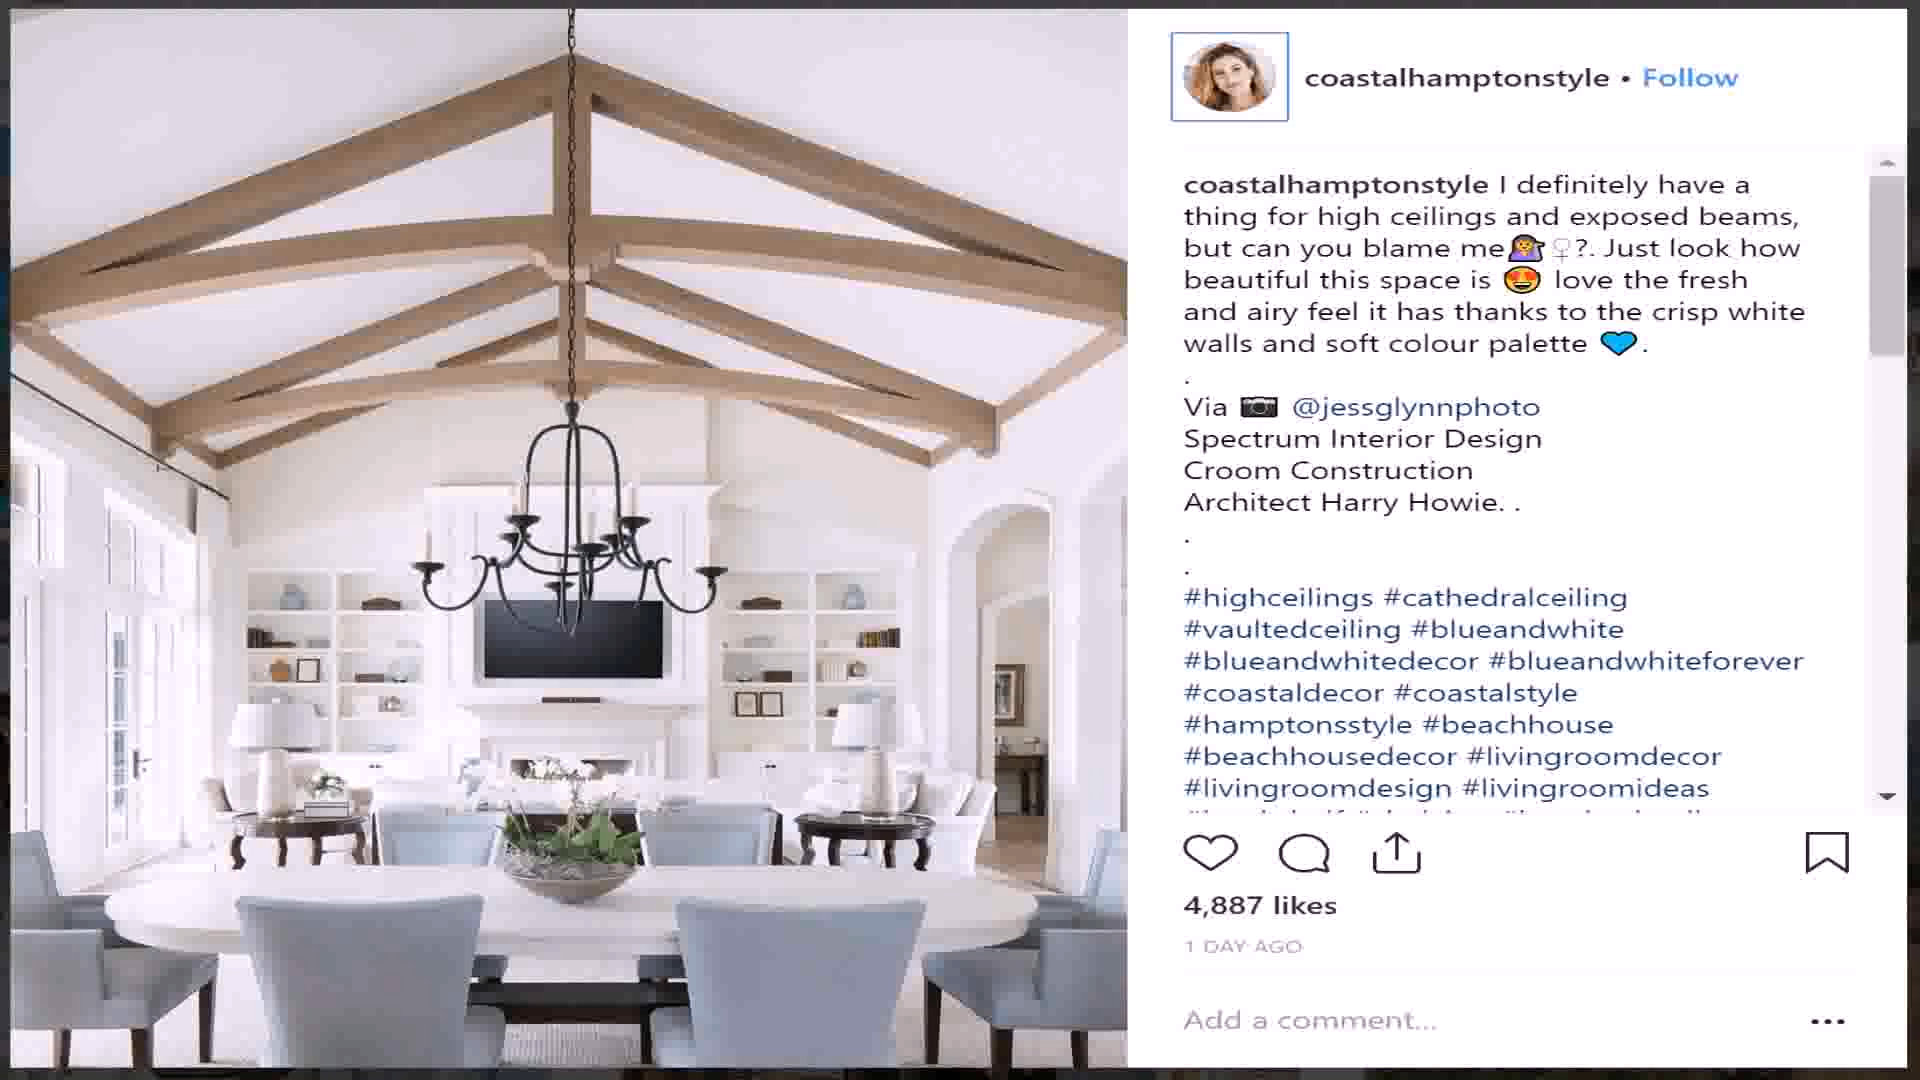 coastalhamptonstyle • Follow
coastalhamptonstyle I definitely have a
thing for high ceilings and exposed beams,
but can you blame me🤷🏽♀?. Just look how
beautiful this space is 😍 love the fresh
and airy feel it has thanks to the crisp white
walls and soft colour palette 💙.
.
Via 📷 @jessglynnphoto
Spectrum Interior Design
Croom Construction
Architect Harry Howie. .
.
.
#highceilings #cathedralceiling
#vaultedceiling #blueandwhite
#blueandwhitedecor #blueandwhiteforever
#coastaldecor #coastalstyle
#hamptonsstyle #beachhouse
#beachhousedecor #livingroomdecor
#livingroomdesign #livingroomideas
4,887 likes
1 DAY AGO
Add a comment...